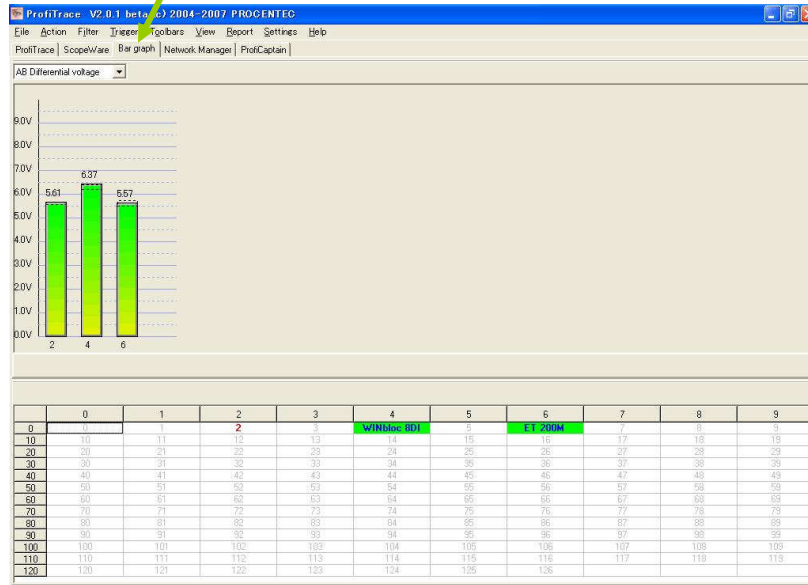 ProfiTrace V2.0.1 beta (c) 2004-2007 PROCENTEC
File Action Filter Trigger Toolbars View Report Settings Help
ProfiTrace ScopeWare Bar graph Network Manager ProfiCaptain
AB Differential voltage
9.0V
8.0V
7.0V
6.37
6.0V 5.61 5.57
5.0V
4.0V
3.0V
2.0V
1.0V
0.0V
2 4 6
0 1 2 3 4 5 6 7 8 9
0 0 1 2 3 WINbloc 8DI 5 ET 200M 7 8 9
10 10 11 12 13 14 15 16 17 18 19
20 20 21 22 23 24 25 26 27 28 29
30 30 31 32 33 34 35 36 37 38 39
40 40 41 42 43 44 45 46 47 48 49
50 50 51 52 53 54 55 56 57 58 59
60 60 61 62 63 64 65 66 67 68 69
70 70 71 72 73 74 75 76 77 78 79
80 80 81 82 83 84 85 86 87 88 89
90 90 91 92 93 94 95 96 97 98 99
100 100 101 102 103 104 105 106 107 108 109
110 110 111 112 113 114 115 116 117 118 119
120 120 121 122 123 124 125 126